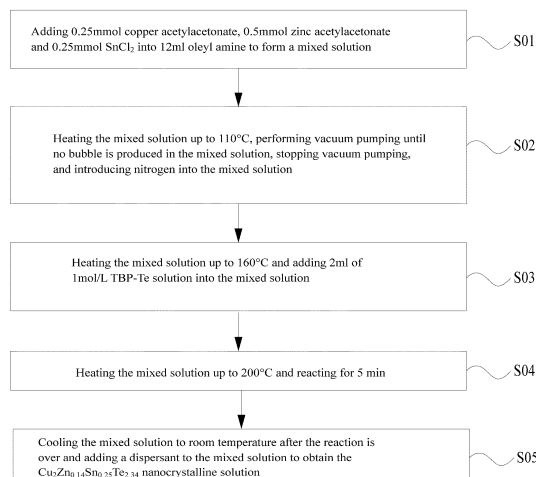 Adding 0.25mmol copper acetylacetonate, 0.5mmol zinc acetylacetonate
and 0.25mmol SnCl₂ into 12ml oleyl amine to form a mixed solution
S01
Heating the mixed solution up to 110°C, performing vacuum pumping until
no bubble is produced in the mixed solution, stopping vacuum pumping,
and introducing nitrogen into the mixed solution
S02
Heating the mixed solution up to 160°C and adding 2ml of
1mol/L TBP-Te solution into the mixed solution
S03
Heating the mixed solution up to 200°C and reacting for 5 min
S04
Cooling the mixed solution to room temperature after the reaction is
over and adding a dispersant to the mixed solution to obtain the
Cu₂Zn₀.₁₄Sn₀.₂₅Te₂.₃₄ nanocrystalline solution
S05